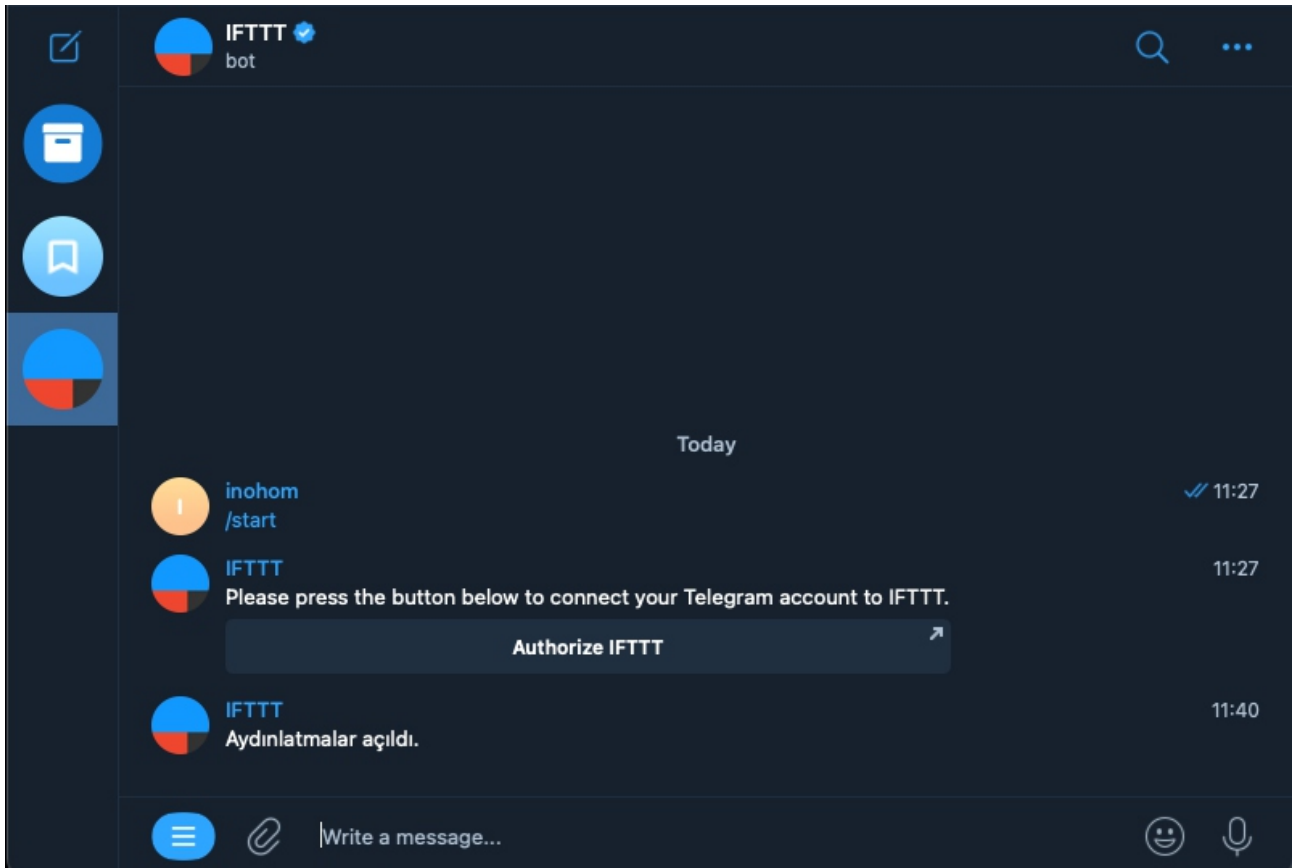 IFTTT
bot
Today
inohom
11:27
/start
IFTTT
11:27
Please press the button below to connect your Telegram account to IFTTT.
Authorize IFTTT
IFTTT
11:40
Aydınlatmalar açıldı.
Write a message...
I